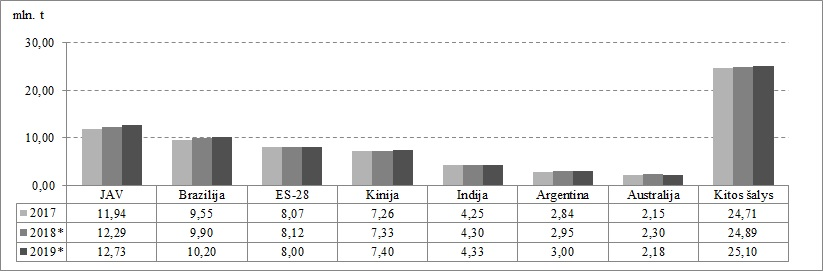 mln. t
30,00
20,00
10,00
0,00
JAV Brazilija ES-28 Kinija Indija Argentina Australija Kitos šalys
2017 11,94 9,55 8,07 7,26 4,25 2,84 2,15 24,71
2018* 12,29 9,90 8,12 7,33 4,30 2,95 2,30 24,89
2019* 12,73 10,20 8,00 7,40 4,33 3,00 2,18 25,10